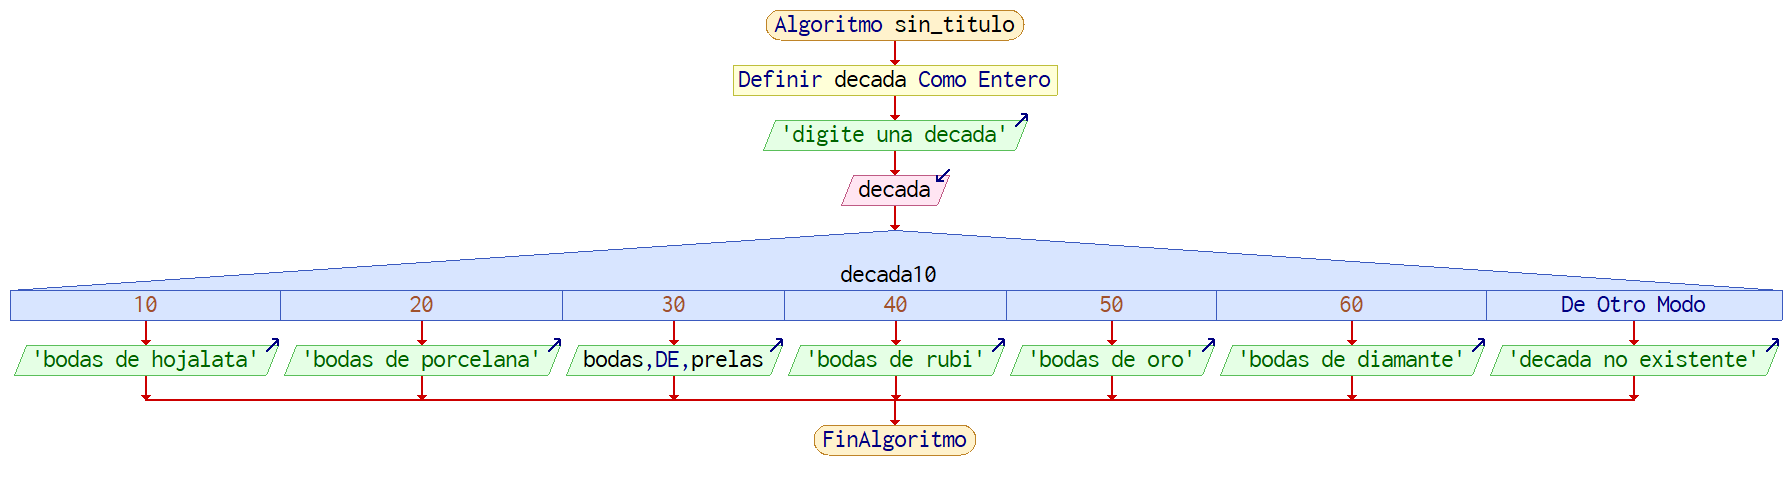 Algoritmo sin_titulo
Definir decada Como Entero
'digite una decada'
decada
decada10
10 20 30 40 50 60 De Otro Modo
'bodas de hojalata' 'bodas de porcelana' bodas,DE,prelas 'bodas de rubi' 'bodas de oro' 'bodas de diamante' 'decada no existente'
FinAlgoritmo